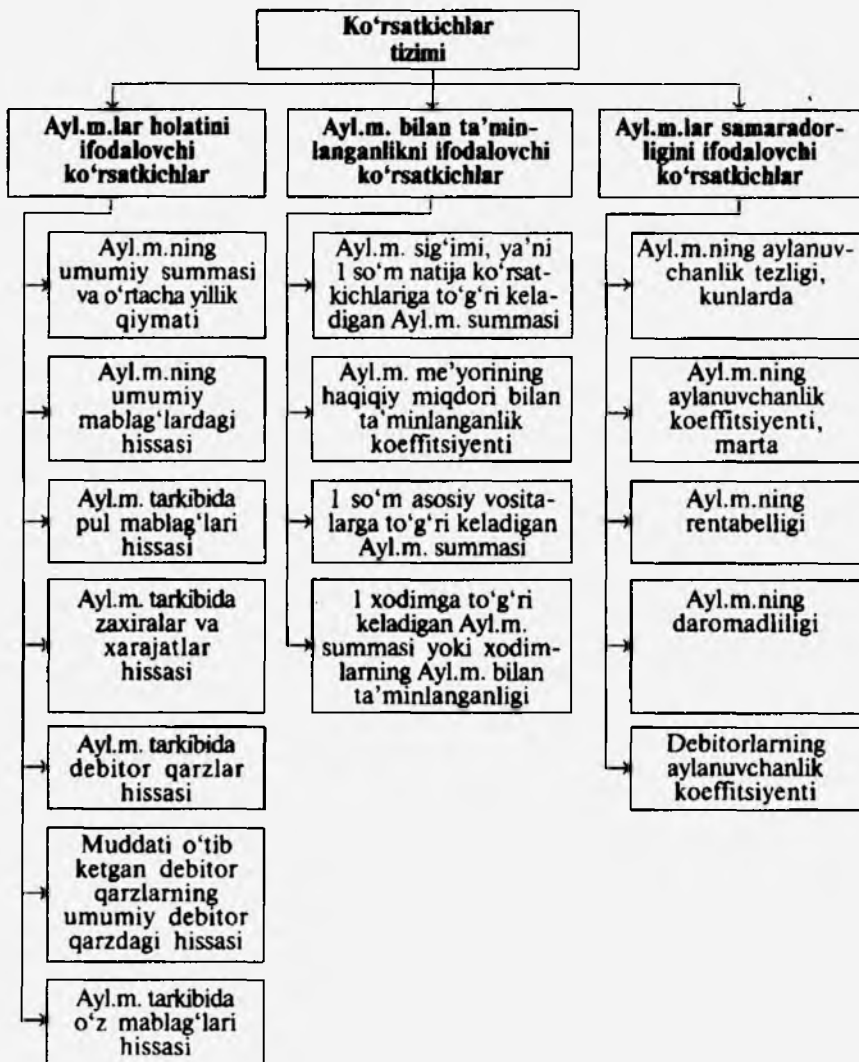 Ko‘rsatkichlar
tizimi
Ayl.m.lar holatini
ifodalovchi
ko‘rsatkichlar
Ayl.m.ning
umumiy summasi
va o‘rtacha yillik
qiymati
Ayl.m.ning
umumiy
mablag‘lardagi
hissasi
Ayl.m. tarkibida
pul mablag‘lari
hissasi
Ayl.m. tarkibida
zaxiralar va
xarajatlar
hissasi
Ayl.m. tarkibida
debitor qarzlar
hissasi
Muddati o‘tib
ketgan debitor
qarzlarning
umumiy debitor
qarzdagi hissasi
Ayl.m. tarkibida
o‘z mablag‘lari
hissasi
Ayl.m. bilan ta’min-
langanlikni ifodalovchi
ko‘rsatkichlar
Ayl.m. sig‘imi, ya’ni
1 so‘m natija ko‘rsat-
kichlariga to‘g‘ri kela-
digan Ayl.m. summasi
Ayl.m. me’yorining
haqiqiy miqdori bilan
ta’minlanganlik
koeffitsiyenti
1 so‘m asosiy vosita-
larga to‘g‘ri keladigan
Ayl.m. summasi
1 xodimga to‘g‘ri
keladigan Ayl.m.
summasi yoki xodim-
larning Ayl.m. bilan
ta’minlanganligi
Ayl.m.lar samarador-
ligini ifodalovchi
ko‘rsatkichlar
Ayl.m.ning aylanuv-
chanlik tezligi,
kunlarda
Ayl.m.ning
aylanuvchanlik
koeffitsiyenti,
marta
Ayl.m.ning
rentabelligi
Ayl.m.ning
daromadliligi
Debitorlarning
aylanuvchanlik
koeffitsiyenti